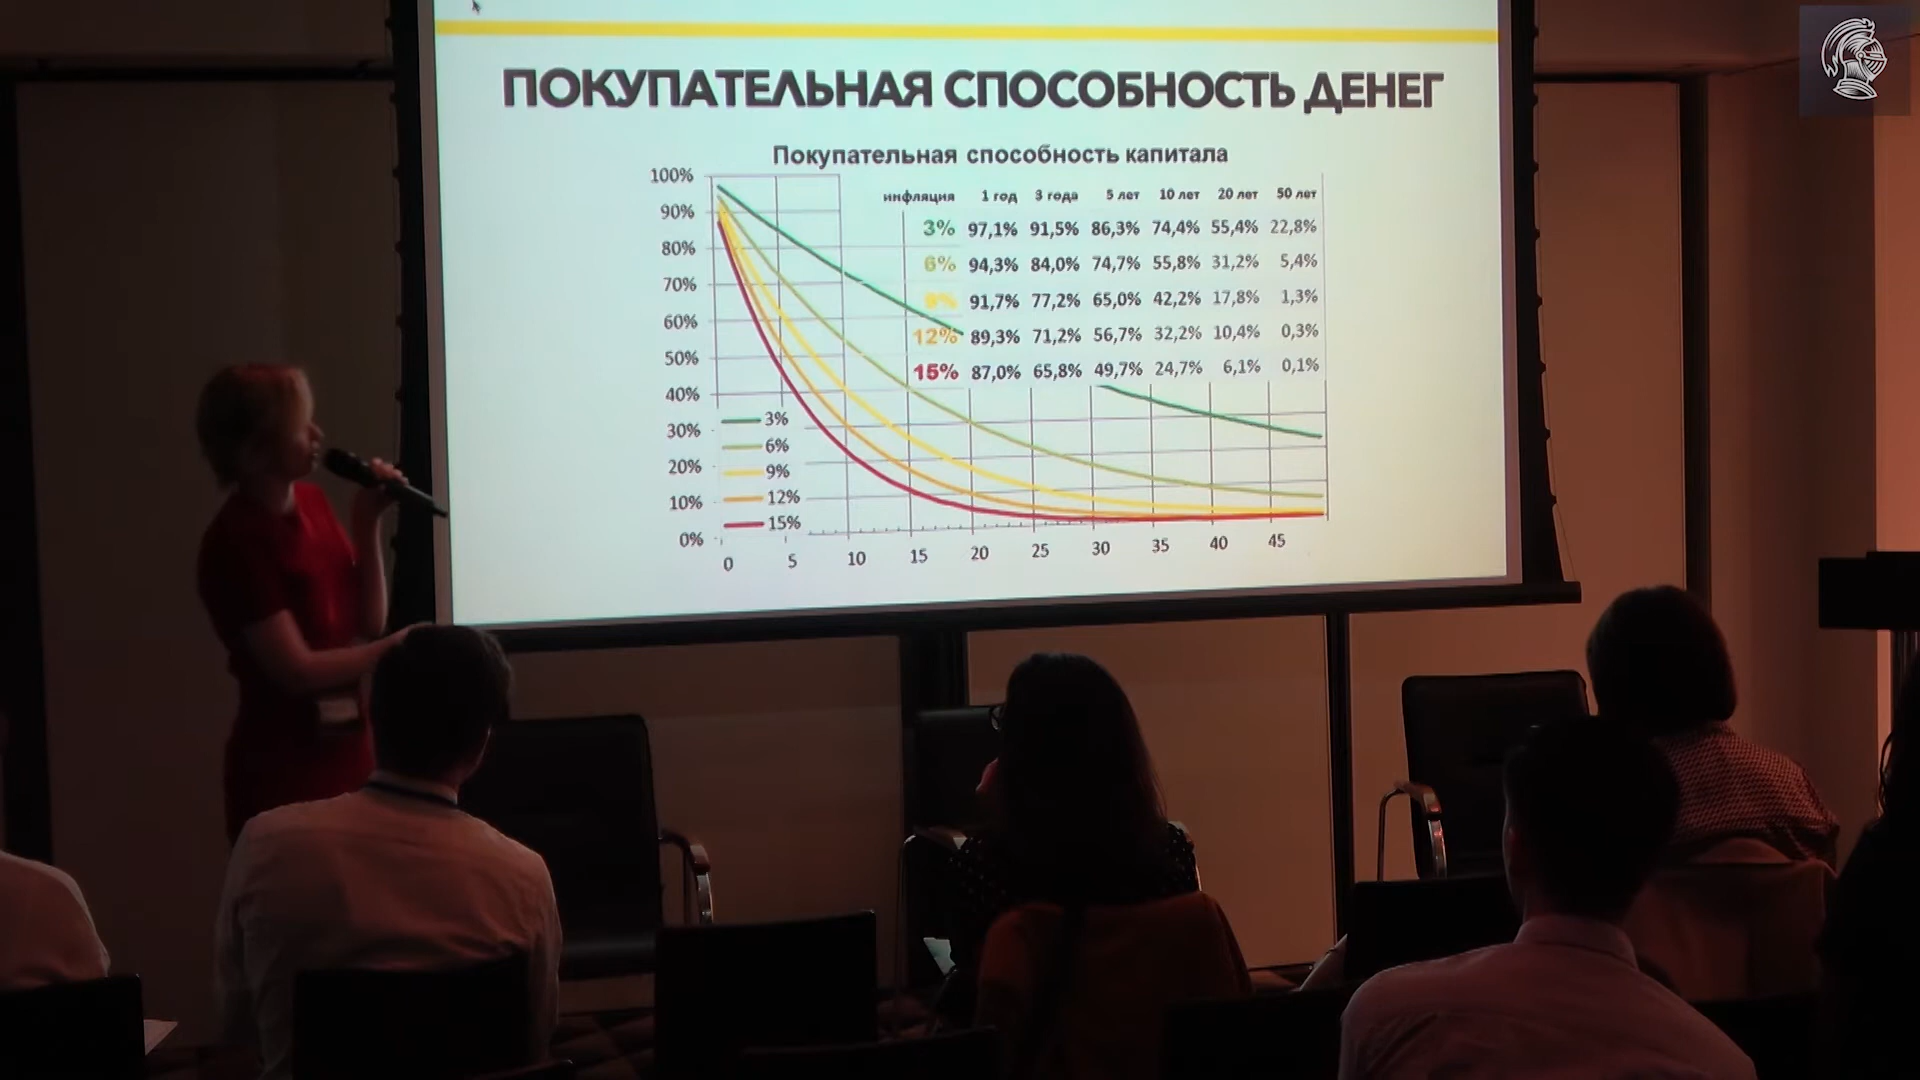 ПОКУПАТЕЛЬНАЯ СПОСОБНОСТЬ ДЕНЕГ
Покупательная способность капитала
инфляция 1 год 3 года 5 лет 10 лет 20 лет 50 лет
3% 97,1% 91,5% 86,3% 74,4% 55,4% 22,8%
6% 94,3% 84,0% 74,7% 55,8% 31,2% 5,4%
9% 91,7% 77,2% 65,0% 42,2% 17,8% 1,3%
12% 89,3% 71,2% 56,7% 32,2% 10,4% 0,3%
15% 87,0% 65,8% 49,7% 24,7% 6,1% 0,1%
100%
90%
80%
70%
60%
50%
40%
30%
20%
10%
0%
3%
6%
9%
12%
15%
0 5 10 15 20 25 30 35 40 45